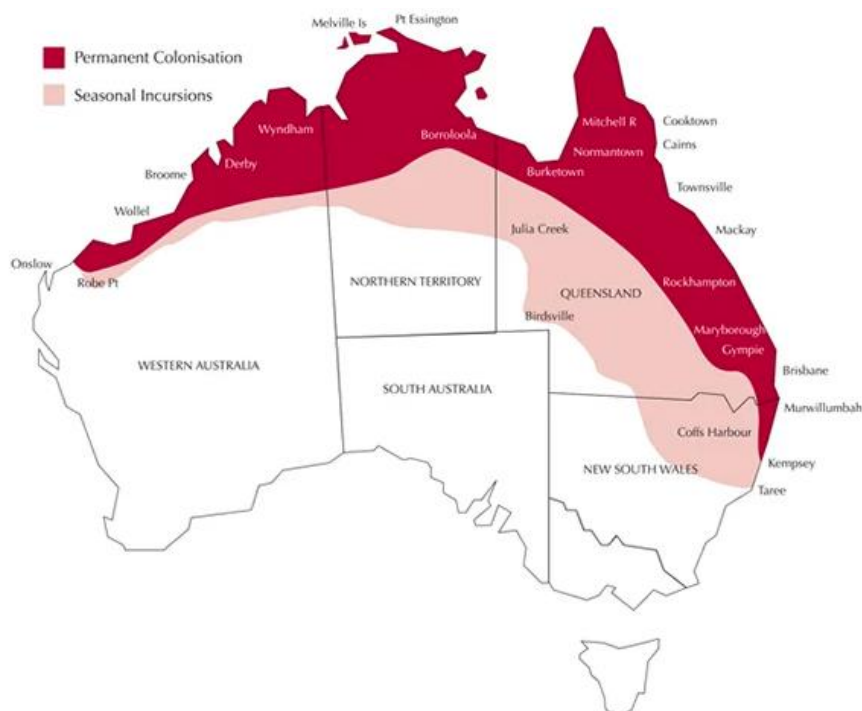 Melville Is
Pt Essington
Permanent Colonisation
Seasonal Incursions
Wyndham
Borroloola
Mitchell R
Cooktown
Normantown
Cairns
Broome
Derby
Burketown
Townsville
Wollel
Julia Creek
Mackay
Onslow
Robe Pt
NORTHERN TERRITORY
QUEENSLAND
Rockhampton
Birdsville
Maryborough
Gympie
WESTERN AUSTRALIA
SOUTH AUSTRALIA
Brisbane
Murwillumbah
Coffs Harbour
NEW SOUTH WALES
Kempsey
Taree